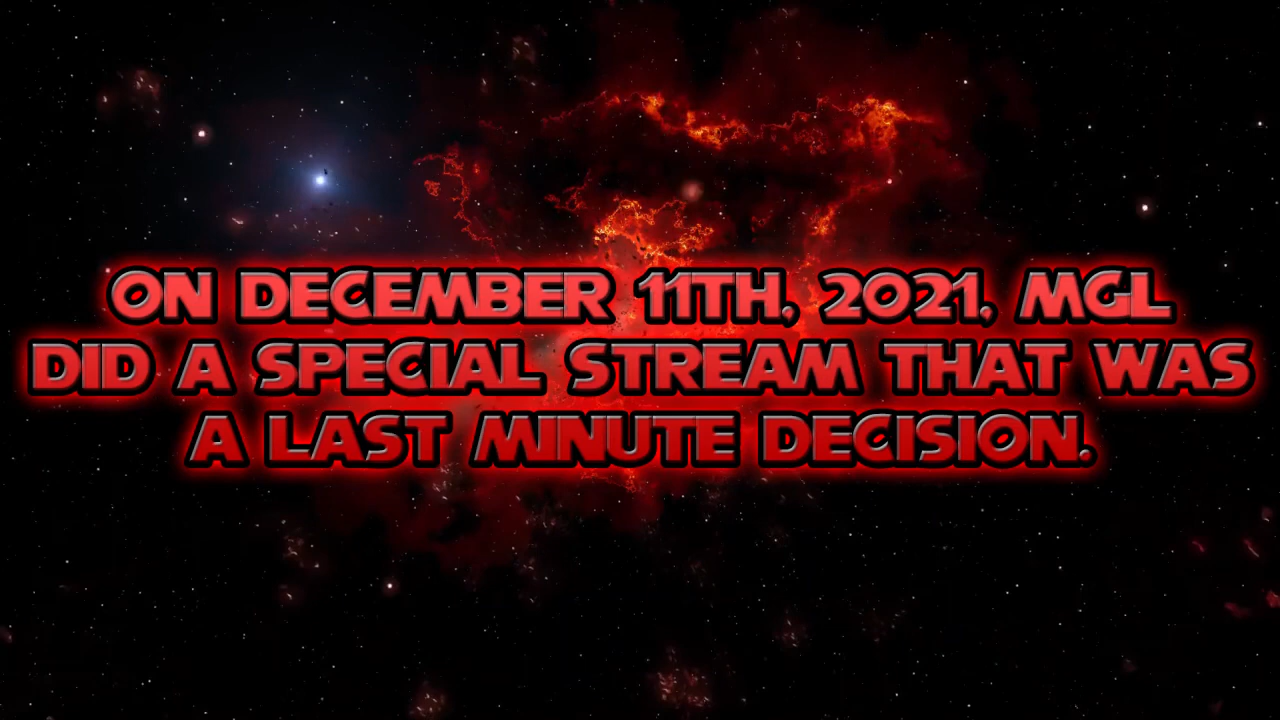 ON DECEMBER 11TH, 2021, MGL
DID A SPECIAL STREAM THAT WAS
A LAST MINUTE DECISION.